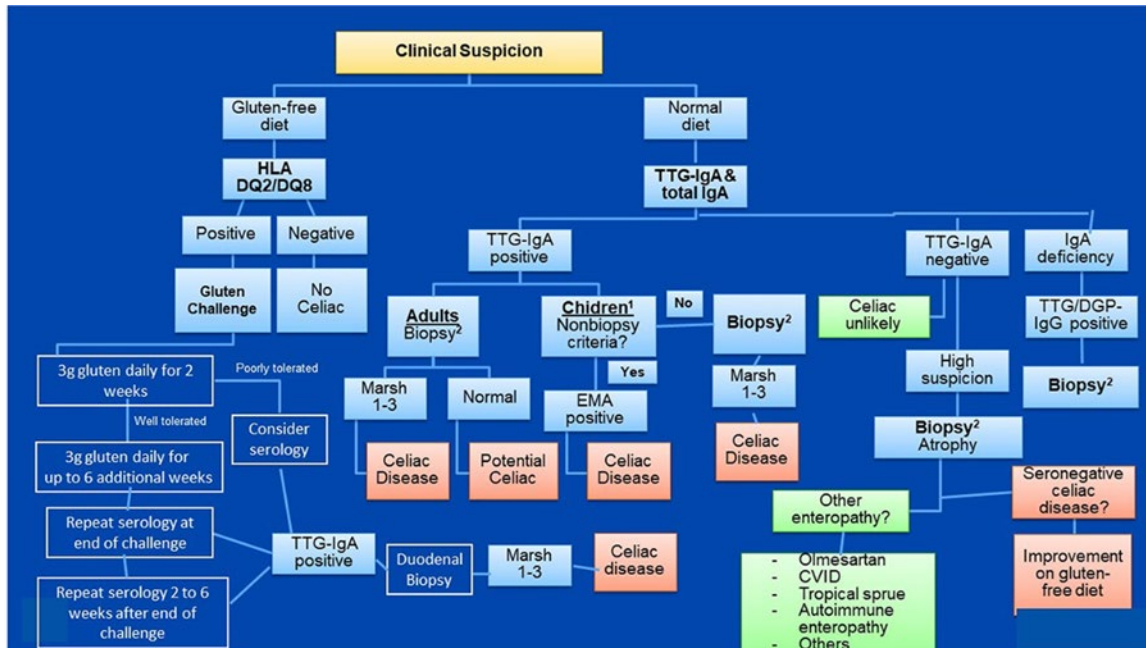 Clinical Suspicion
Gluten-free
diet
Normal
diet
HLA
DQ2/DQ8
TTG-IgA &
total IgA
Positive
Negative
TTG-IgA
positive
TTG-IgA
negative
IgA
deficiency
Gluten
Challenge
No
Celiac
Adults
Biopsy²
Chidren¹
Nonbiopsy
criteria?
No
Biopsy²
Celiac
unlikely
TTG/DGP-
IgG positive
3g gluten daily for 2
weeks
Poorly tolerated
Yes
High
suspicion
Biopsy²
Marsh
1-3
Normal
EMA
positive
Marsh
1-3
Well tolerated
Consider
serology
Biopsy²
Atrophy
3g gluten daily for
up to 6 additional weeks
Celiac
Disease
Potential
Celiac
Celiac
Disease
Celiac
Disease
Seronegative
celiac
disease?
Other
enteropathy?
Repeat serology at
end of challenge
TTG-IgA
positive
Duodenal
Biopsy
Marsh
1-3
Celiac
disease
Improvement
on gluten-
free diet
Repeat serology 2 to 6
weeks after end of
challenge
- Olmesartan
- CVID
- Tropical sprue
- Autoimmune
enteropathy
- Others